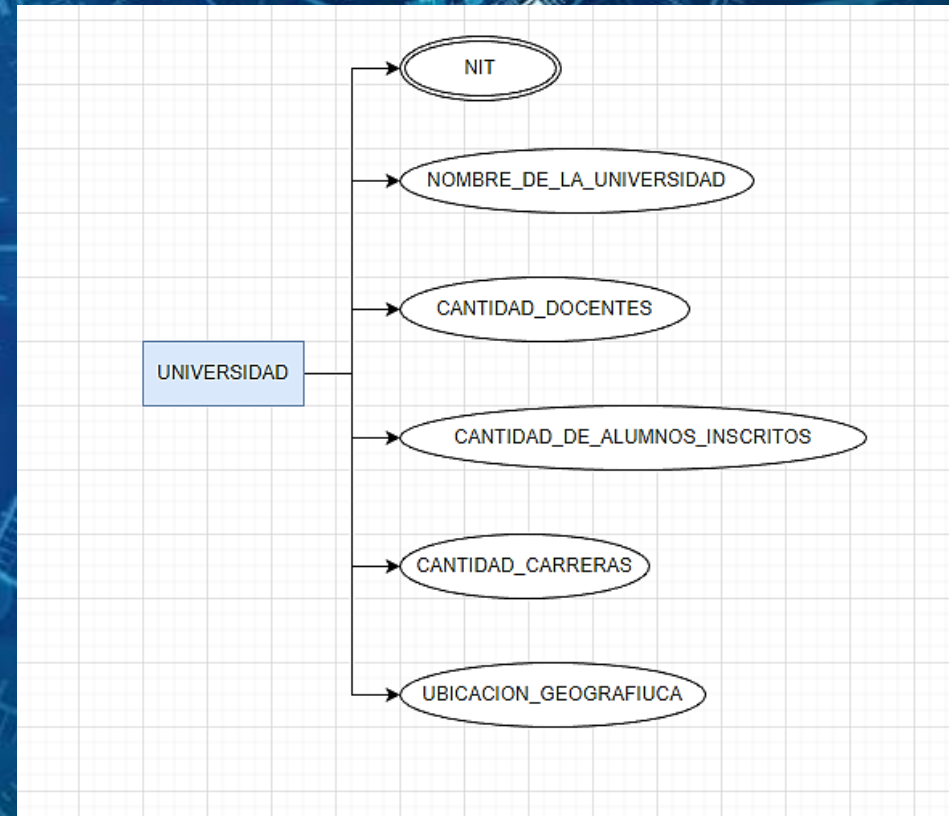 NIT
NOMBRE_DE_LA_UNIVERSIDAD
CANTIDAD_DOCENTES
UNIVERSIDAD
CANTIDAD_DE_ALUMNOS_INSCRITOS
CANTIDAD_CARRERAS
UBICACION_GEOGRAFIUCA